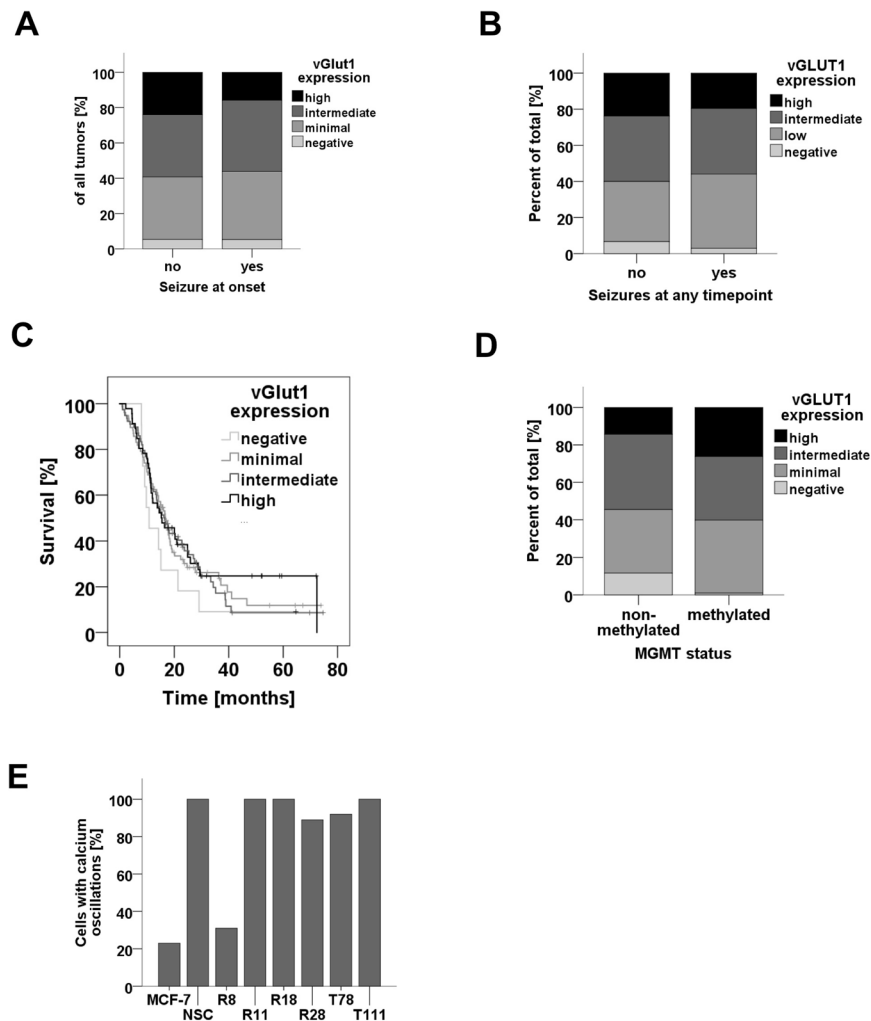 A
vGlut1
expression
high
intermediate
minimal
negative
of all tumors [%]
100
80
60
40
20
0
no
yes
Seizure at onset
B
vGLUT1
expression
high
intermediate
low
negative
Percent of total [%]
100
80
60
40
20
0
no
yes
Seizures at any timepoint
C
vGlut1
expression
negative
minimal
intermediate
high
...
Survival [%]
100
80
60
40
20
0
0 20 40 60 80
Time [months]
D
vGLUT1
expression
high
intermediate
minimal
negative
Percent of total [%]
100
80
60
40
20
0
non-
methylated
methylated
MGMT status
E
Cells with calcium
oscillations [%]
100
80
60
40
20
0
MCF-7 R8 R18 T78
NSC R11 R28 T111